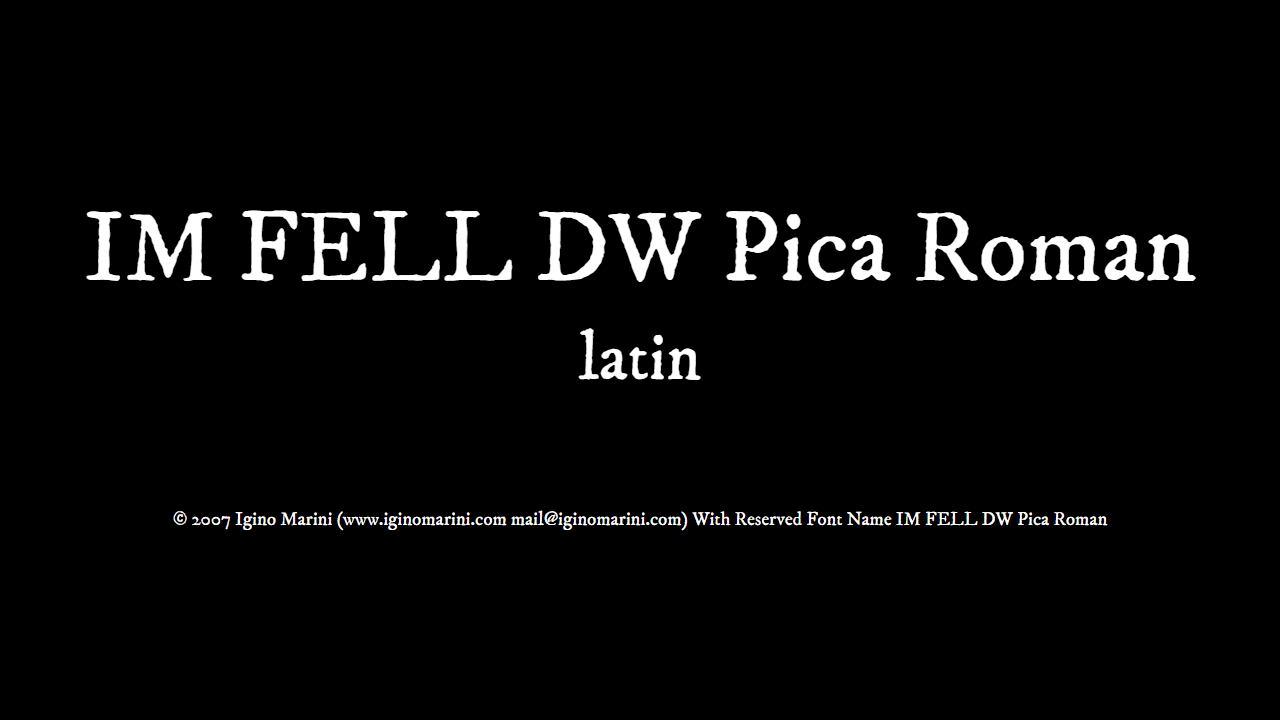 IM FELL DW Pica Roman
latin
© 2007 Igino Marini (www.iginomarini.com mail@iginomarini.com) With Reserved Font Name IM FELL DW Pica Roman